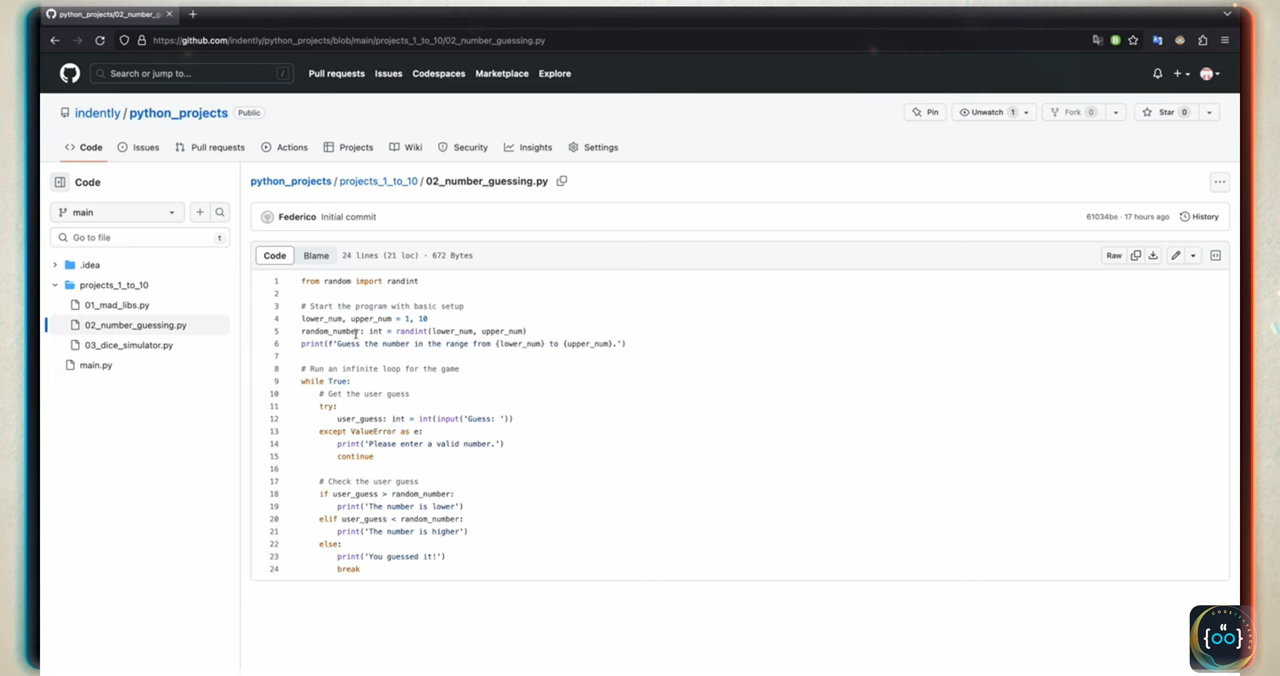 python_projects/02_number_g
https://github.com/indently/python_projects/blob/main/projects_1_to_10/02_number_guessing.py
Search or jump to... /
Pull requests Issues Codespaces Marketplace Explore
indently / python_projects Public
Pin Unwatch 1 Fork 0 Star 0
Code Issues Pull requests Actions Projects Wiki Security Insights Settings
Code
main
Go to file t
.idea
projects_1_to_10
01_mad_libs.py
02_number_guessing.py
03_dice_simulator.py
main.py
python_projects / projects_1_to_10 / 02_number_guessing.py
Federico Initial commit 61034be · 17 hours ago History
Code Blame 24 lines (21 loc) · 672 Bytes Raw
1 from random import randint
2
3 # Start the program with basic setup
4 lower_num, upper_num = 1, 10
5 random_number: int = randint(lower_num, upper_num)
6 print(f'Guess the number in the range from {lower_num} to {upper_num}.')
7
8 # Run an infinite loop for the game
9 while True:
10 # Get the user guess
11 try:
12 user_guess: int = int(input('Guess: '))
13 except ValueError as e:
14 print('Please enter a valid number.')
15 continue
16
17 # Check the user guess
18 if user_guess > random_number:
19 print('The number is lower')
20 elif user_guess < random_number:
21 print('The number is higher')
22 else:
23 print('You guessed it!')
24 break